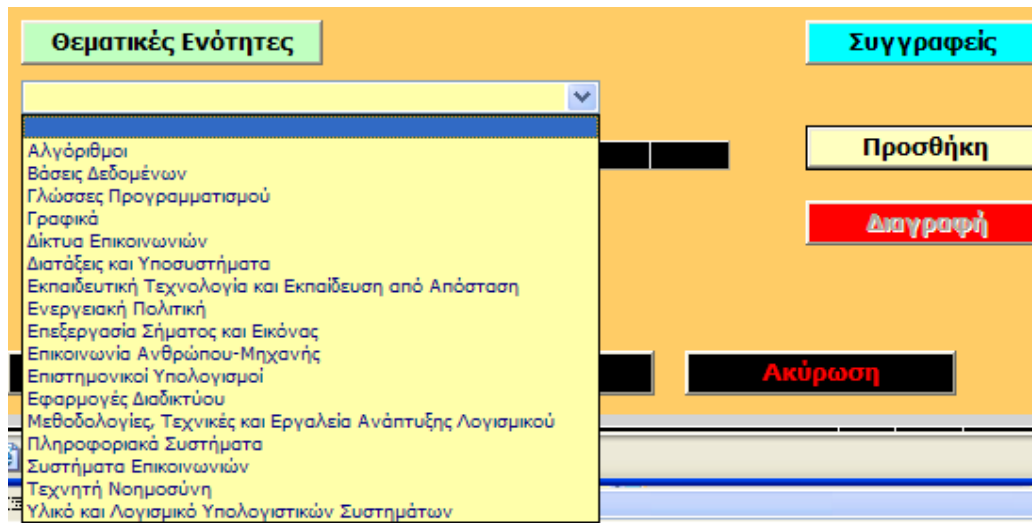 Θεματικές Ενότητες
Συγγραφείς
Προσθήκη
Διαγραφή
Ακύρωση
Αλγόριθμοι
Βάσεις Δεδομένων
Γλώσσες Προγραμματισμού
Γραφικά
Δίκτυα Επικοινωνιών
Διατάξεις και Υποσυστήματα
Εκπαιδευτική Τεχνολογία και Εκπαίδευση από Απόσταση
Ενεργειακή Πολιτική
Επεξεργασία Σήματος και Εικόνας
Επικοινωνία Ανθρώπου-Μηχανής
Επιστημονικοί Υπολογισμοί
Εφαρμογές Διαδικτύου
Μεθοδολογίες, Τεχνικές και Εργαλεία Ανάπτυξης Λογισμικού
Πληροφοριακά Συστήματα
Συστήματα Επικοινωνιών
Τεχνητή Νοημοσύνη
Υλικό και Λογισμικό Υπολογιστικών Συστημάτων